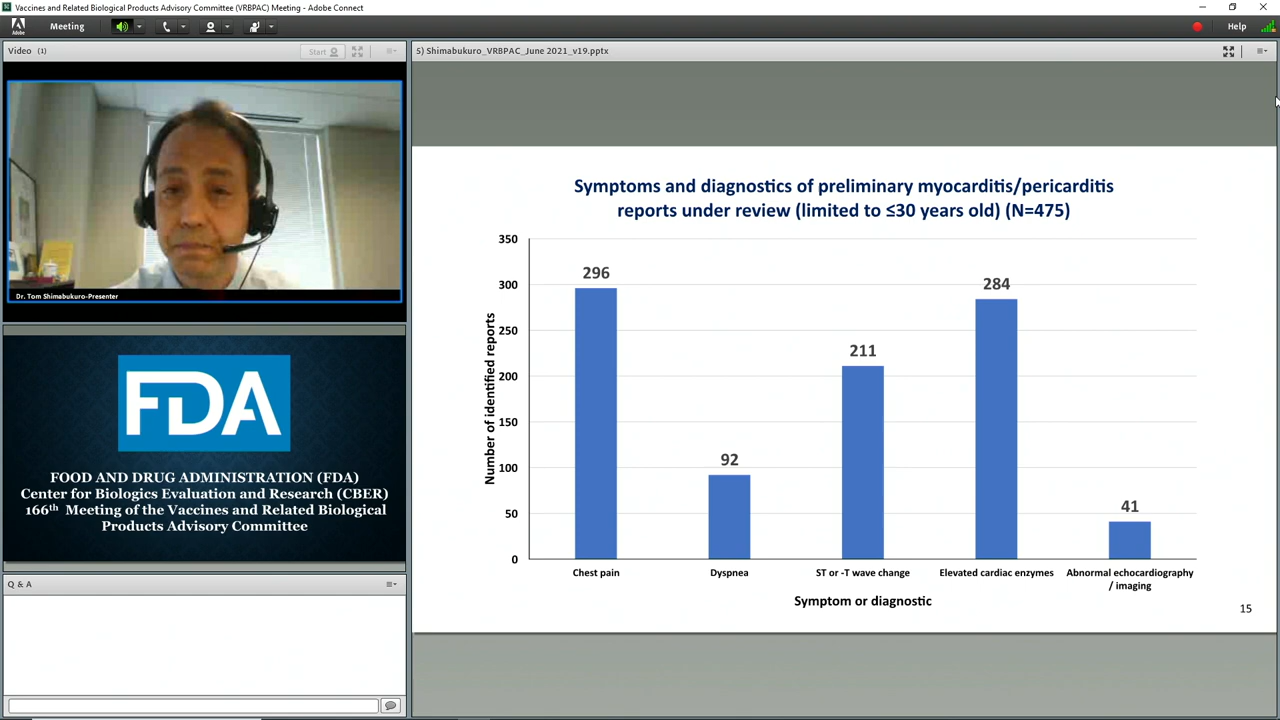 Vaccines and Related Biological Products Advisory Committee (VRBPAC) Meeting - Adobe Connect
Adobe
Meeting
Help
Video (1)
Start
Dr. Tom Shimabukuro-Presenter
FDA
FOOD AND DRUG ADMINISTRATION (FDA)
Center for Biologics Evaluation and Research (CBER)
166th Meeting of the Vaccines and Related Biological
Products Advisory Committee
Q & A
5) Shimabukuro_VRBPAC_June 2021_v19.pptx
Symptoms and diagnostics of preliminary myocarditis/pericarditis
reports under review (limited to ≤30 years old) (N=475)
Number of identified reports
350
300
250
200
150
100
50
0
296
92
211
284
41
Chest pain
Dyspnea
ST or -T wave change
Elevated cardiac enzymes
Abnormal echocardiography
/ imaging
Symptom or diagnostic
15